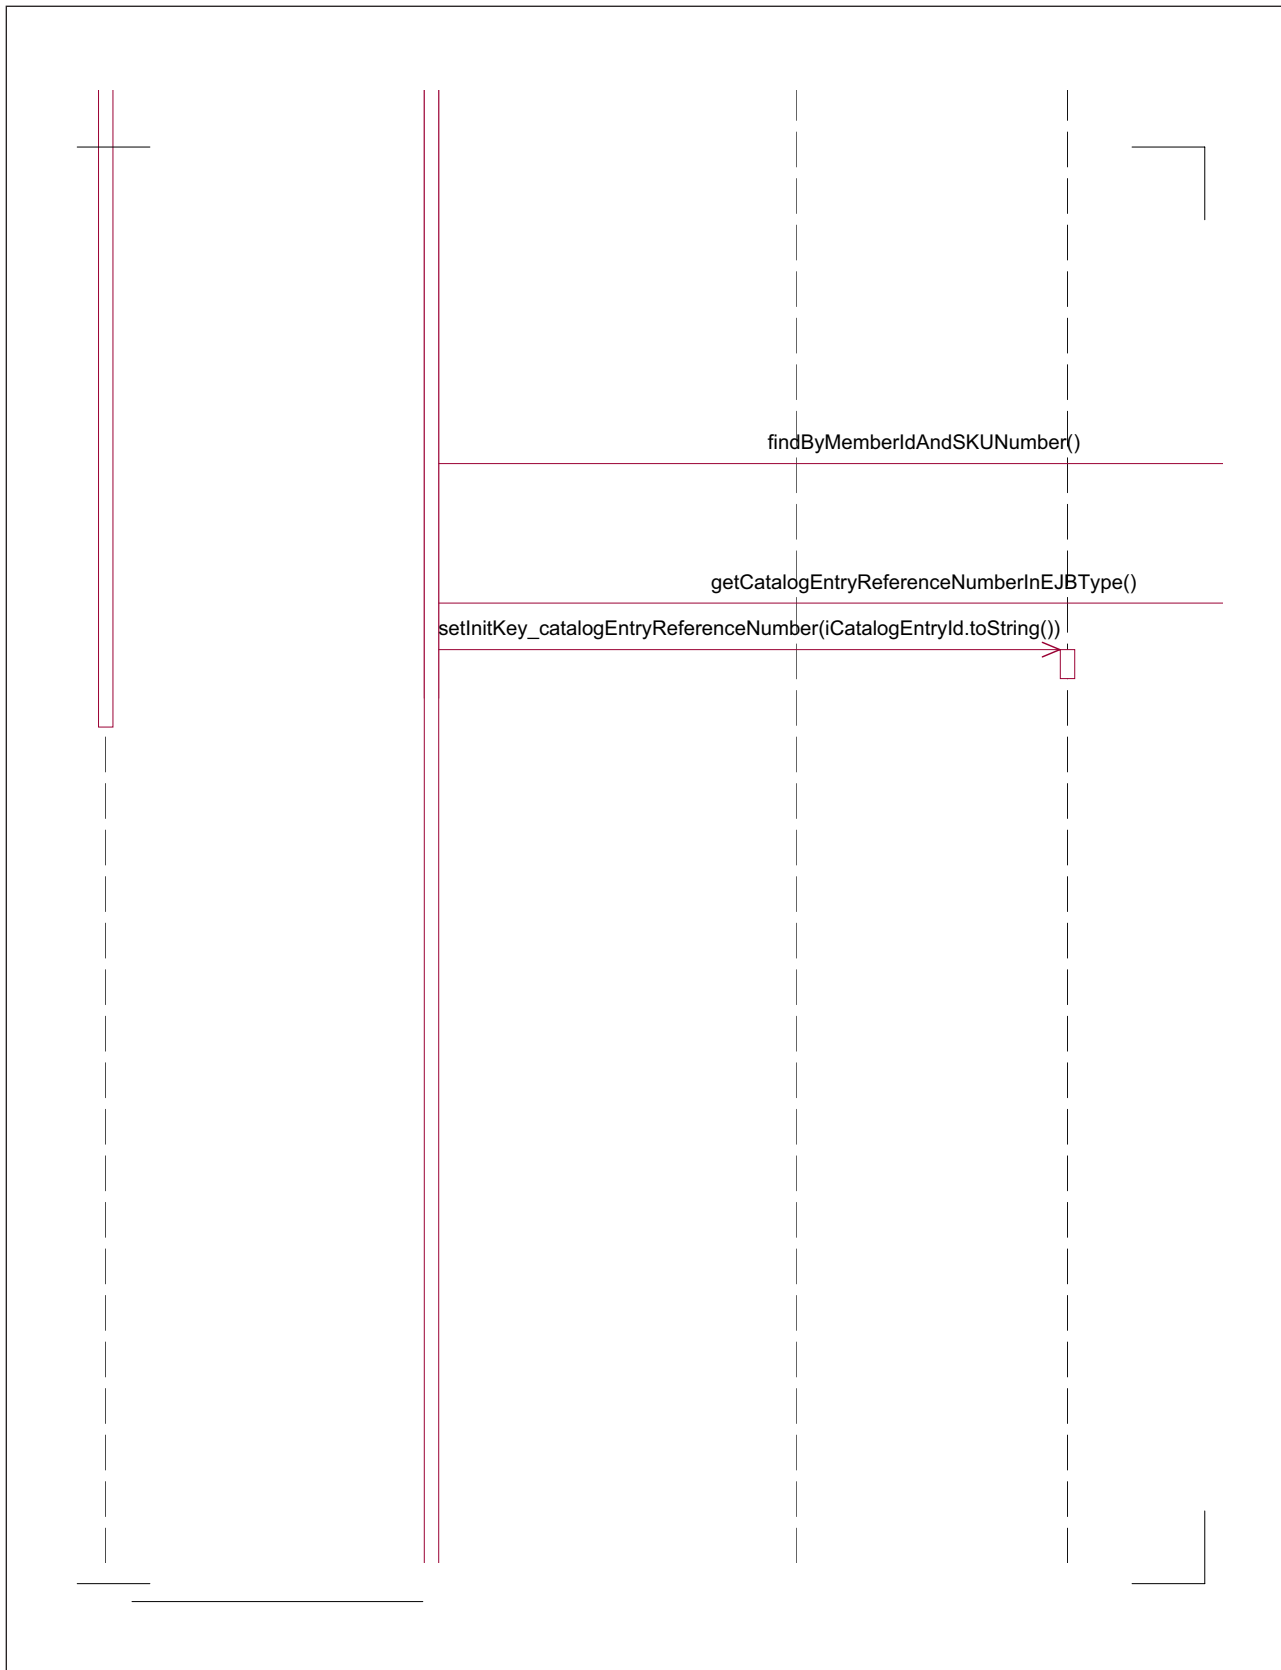 findByMemberIdAndSKUNumber()
getCatalogEntryReferenceNumberInEJBType()
setInitKey_catalogEntryReferenceNumber(iCatalogEntryId.toString())